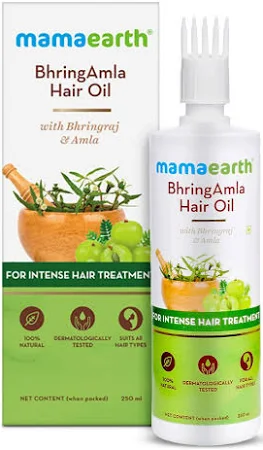 mamaearth®
BhringAmla
Hair Oil
with Bhringraj
& Amla
FOR INTENSE HAIR TREATMENT
100%
NATURAL
DERMATOLOGICALLY
TESTED
SUITS All
HAIR TYPES
NET CONTENT (when packed) 250 ml
mamaearth®
BhringAmla
Hair Oil
with Bhringraj
& Amla
FOR INTENSE HAIR TREATMENT
100%
NATURAL
DERMATOLOGICALLY
TESTED
HAIR TYPES
NET CONTENT (when packed) 250 ml